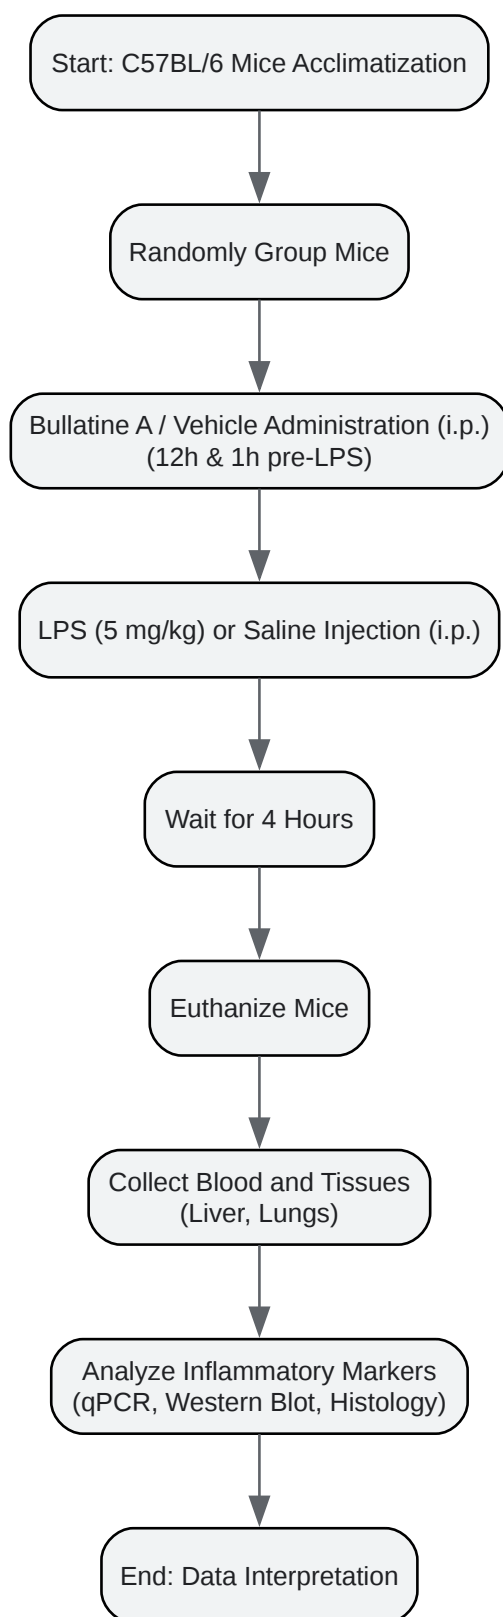 Start: C57BL/6 Mice Acclimatization
Randomly Group Mice
Bullatine A / Vehicle Administration (i.p.)
(12h & 1h pre-LPS)
LPS (5 mg/kg) or Saline Injection (i.p.)
Wait for 4 Hours
Euthanize Mice
Collect Blood and Tissues
(Liver, Lungs)
Analyze Inflammatory Markers
(qPCR, Western Blot, Histology)
End: Data Interpretation